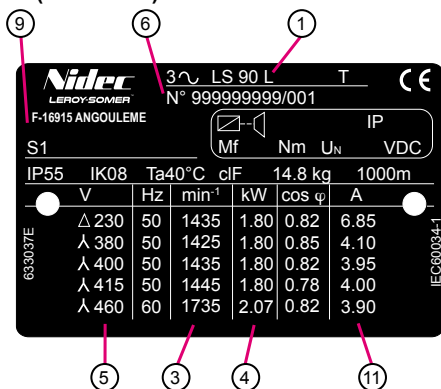 9 6 1
Nidec
LEROY-SOMER
F-16915 ANGOULEME
3∿ LS 90 L T CE
N° 999999999/001
IP
Mf Nm UN VDC
S1
IP55 IK08 Ta40°C clF 14.8 kg 1000m
V Hz min-1 kW cos φ A
Δ 230 50 1435 1.80 0.82 6.85
⅄ 380 50 1425 1.80 0.85 4.10
⅄ 400 50 1435 1.80 0.82 3.95
⅄ 415 50 1445 1.80 0.78 4.00
⅄ 460 60 1735 2.07 0.82 3.90
633037E
IEC60034-1
5 3 4 11